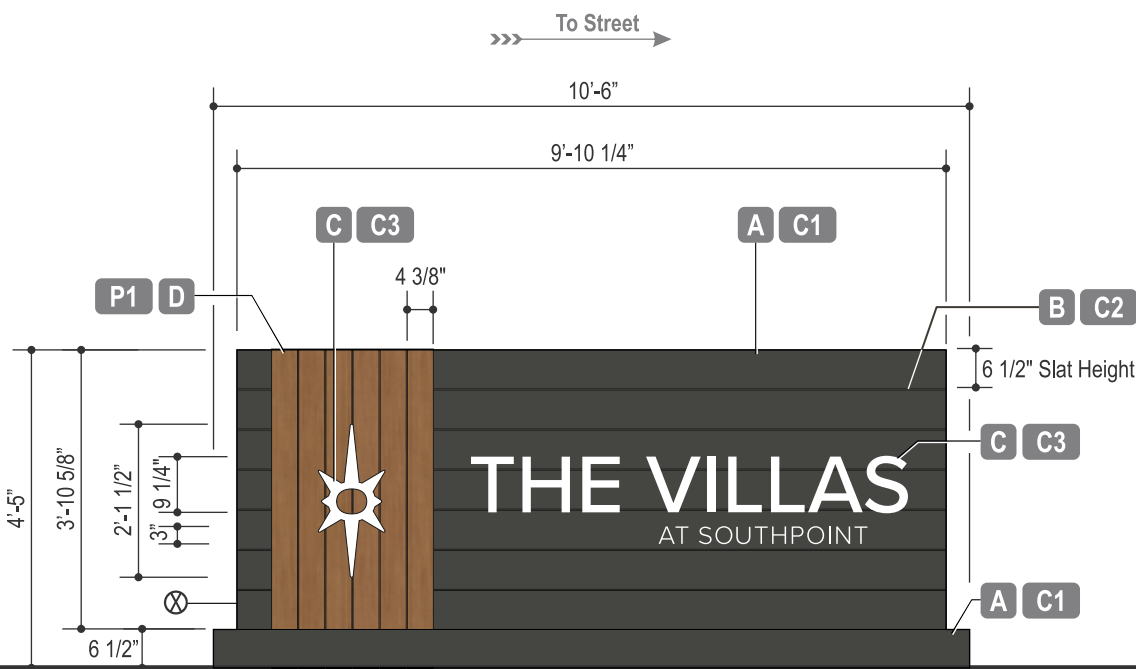 To Street
10’-6”
9’-10 1/4”
C C3
A C1
4 3/8"
P1 D
B C2
6 1/2" Slat Height
C C3
4’-5”
3’-10 5/8”
2’-1 1/2”
9 1/4”
3”
THE VILLAS
AT SOUTHPOINT
X
A C1
6 1/2”